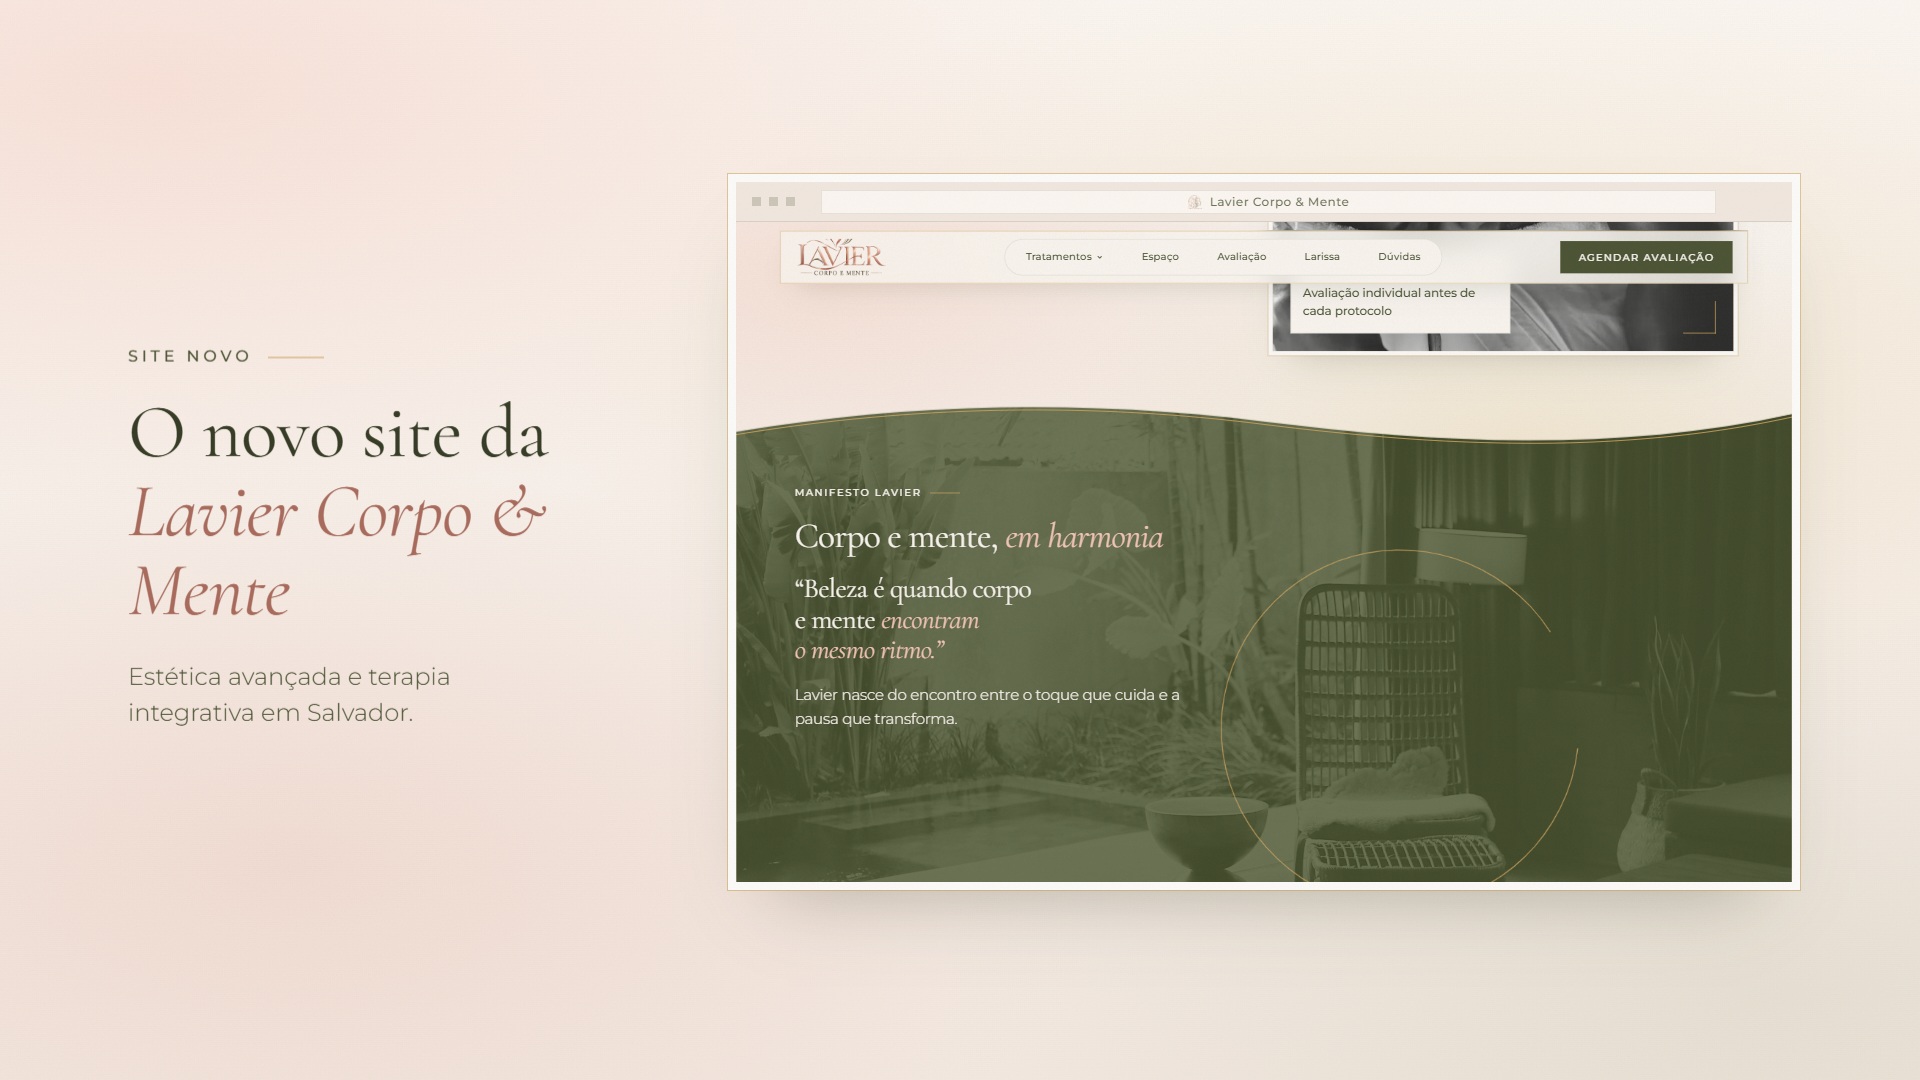 SITE NOVO
O novo site da
Lavier Corpo &
Mente
Estética avançada e terapia
integrativa em Salvador.
Lavier Corpo & Mente
LAVIER
CORPO E MENTE
Tratamentos
Espaço
Avaliação
Larissa
Dúvidas
AGENDAR AVALIAÇÃO
Avaliação individual antes de
cada protocolo
MANIFESTO LAVIER
Corpo e mente, em harmonia
“Beleza é quando corpo
e mente encontram
o mesmo ritmo.”
Lavier nasce do encontro entre o toque que cuida e a
pausa que transforma.